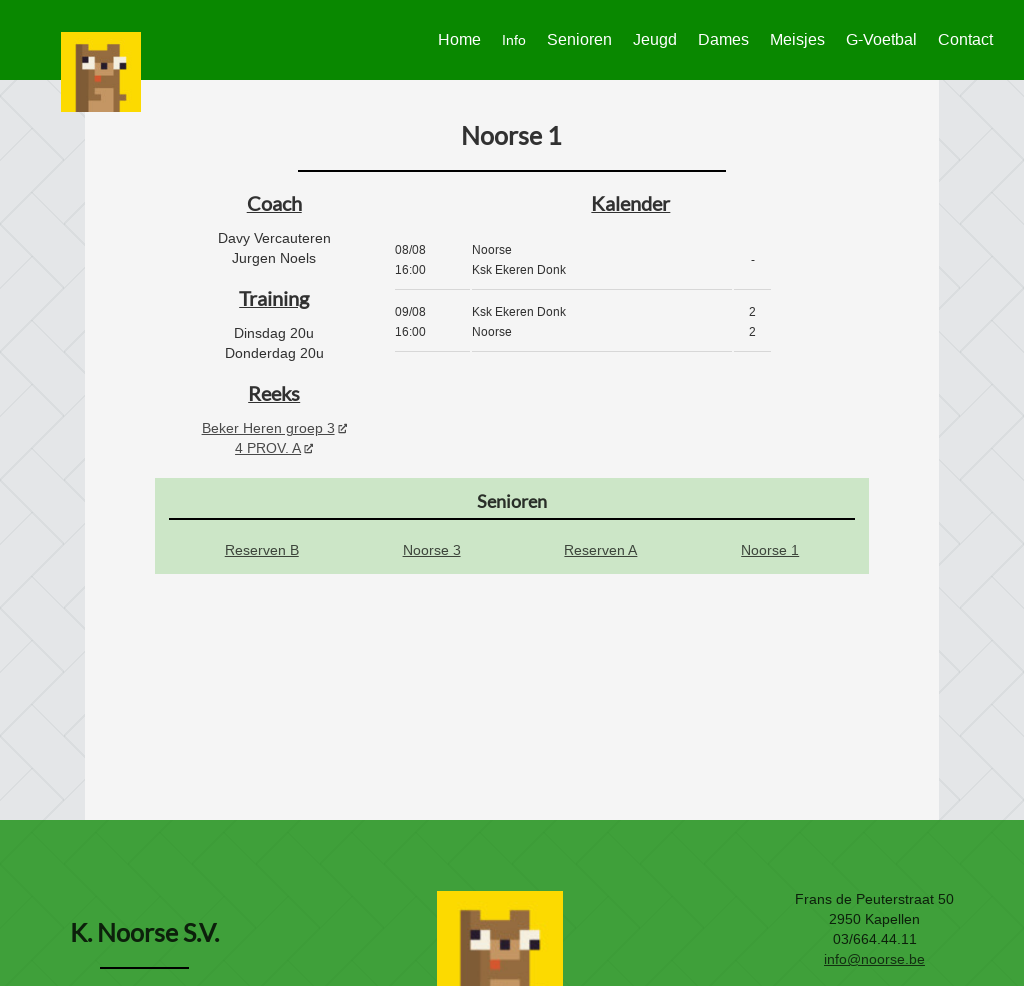 Home Info Senioren Jeugd Dames Meisjes G-Voetbal Contact
Noorse 1
Coach
Davy Vercauteren
Jurgen Noels
Training
Dinsdag 20u
Donderdag 20u
Reeks
Beker Heren groep 3
4 PROV. A
Kalender
08/08 Noorse -
16:00 Ksk Ekeren Donk
09/08 Ksk Ekeren Donk 2
16:00 Noorse 2
Senioren
Reserven B Noorse 3 Reserven A Noorse 1
K. Noorse S.V.
Frans de Peuterstraat 50
2950 Kapellen
03/664.44.11
info@noorse.be